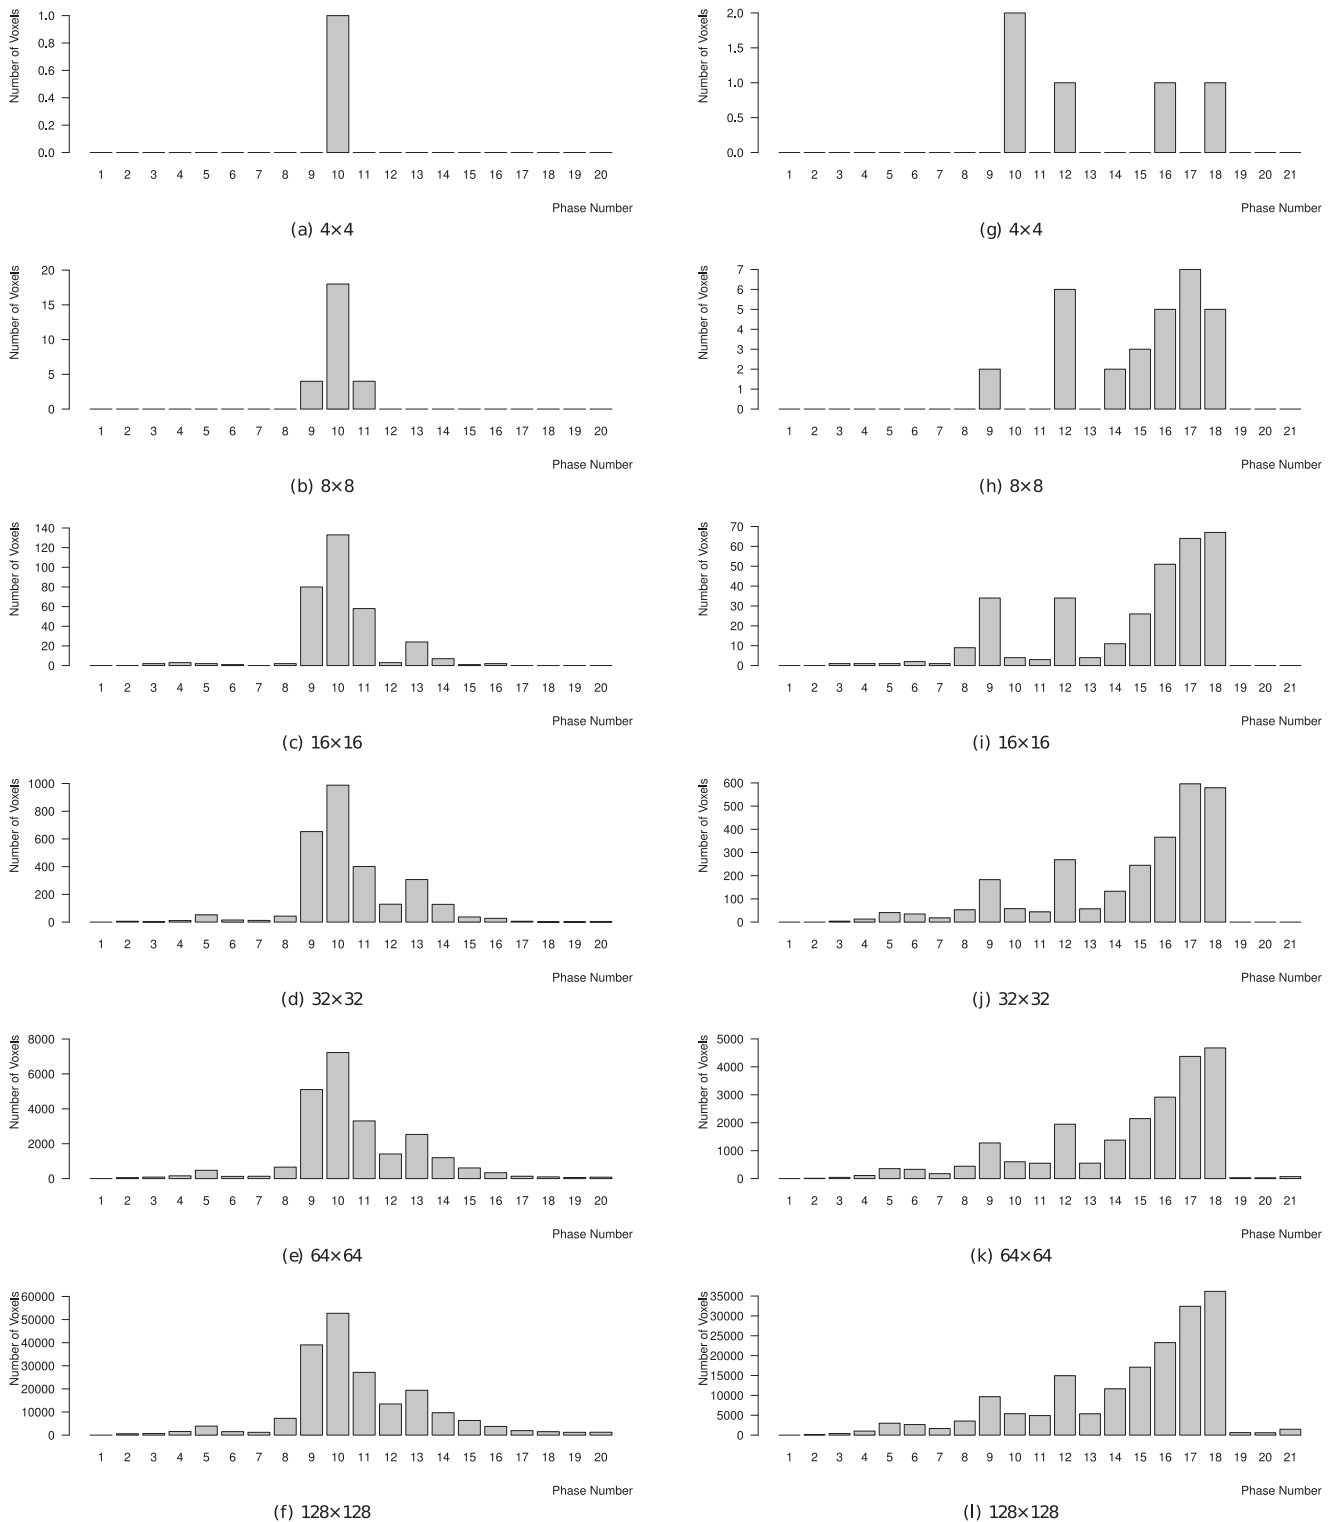 Number of Voxels
1.0
0.8
0.6
0.4
0.2
0.0
1 2 3 4 5 6 7 8 9 10 11 12 13 14 15 16 17 18 19 20
Phase Number
(a) 4×4
Number of Voxels
2.0
1.5
1.0
0.5
0.0
1 2 3 4 5 6 7 8 9 10 11 12 13 14 15 16 17 18 19 20 21
Phase Number
(g) 4×4
Number of Voxels
20
15
10
5
0
1 2 3 4 5 6 7 8 9 10 11 12 13 14 15 16 17 18 19 20
Phase Number
(b) 8×8
Number of Voxels
7
6
5
4
3
2
1
0
1 2 3 4 5 6 7 8 9 10 11 12 13 14 15 16 17 18 19 20 21
Phase Number
(h) 8×8
Number of Voxels
140
120
100
80
60
40
20
0
1 2 3 4 5 6 7 8 9 10 11 12 13 14 15 16 17 18 19 20
Phase Number
(c) 16×16
Number of Voxels
70
60
50
40
30
20
10
0
1 2 3 4 5 6 7 8 9 10 11 12 13 14 15 16 17 18 19 20 21
Phase Number
(i) 16×16
Number of Voxels
1000
800
600
400
200
0
1 2 3 4 5 6 7 8 9 10 11 12 13 14 15 16 17 18 19 20
Phase Number
(d) 32×32
Number of Voxels
600
500
400
300
200
100
0
1 2 3 4 5 6 7 8 9 10 11 12 13 14 15 16 17 18 19 20 21
Phase Number
(j) 32×32
Number of Voxels
8000
6000
4000
2000
0
1 2 3 4 5 6 7 8 9 10 11 12 13 14 15 16 17 18 19 20
Phase Number
(e) 64×64
Number of Voxels
5000
4000
3000
2000
1000
0
1 2 3 4 5 6 7 8 9 10 11 12 13 14 15 16 17 18 19 20 21
Phase Number
(k) 64×64
Number of Voxels
60000
50000
40000
30000
20000
10000
0
1 2 3 4 5 6 7 8 9 10 11 12 13 14 15 16 17 18 19 20
Phase Number
(f) 128×128
Number of Voxels
35000
30000
25000
20000
15000
10000
5000
0
1 2 3 4 5 6 7 8 9 10 11 12 13 14 15 16 17 18 19 20 21
Phase Number
(l) 128×128